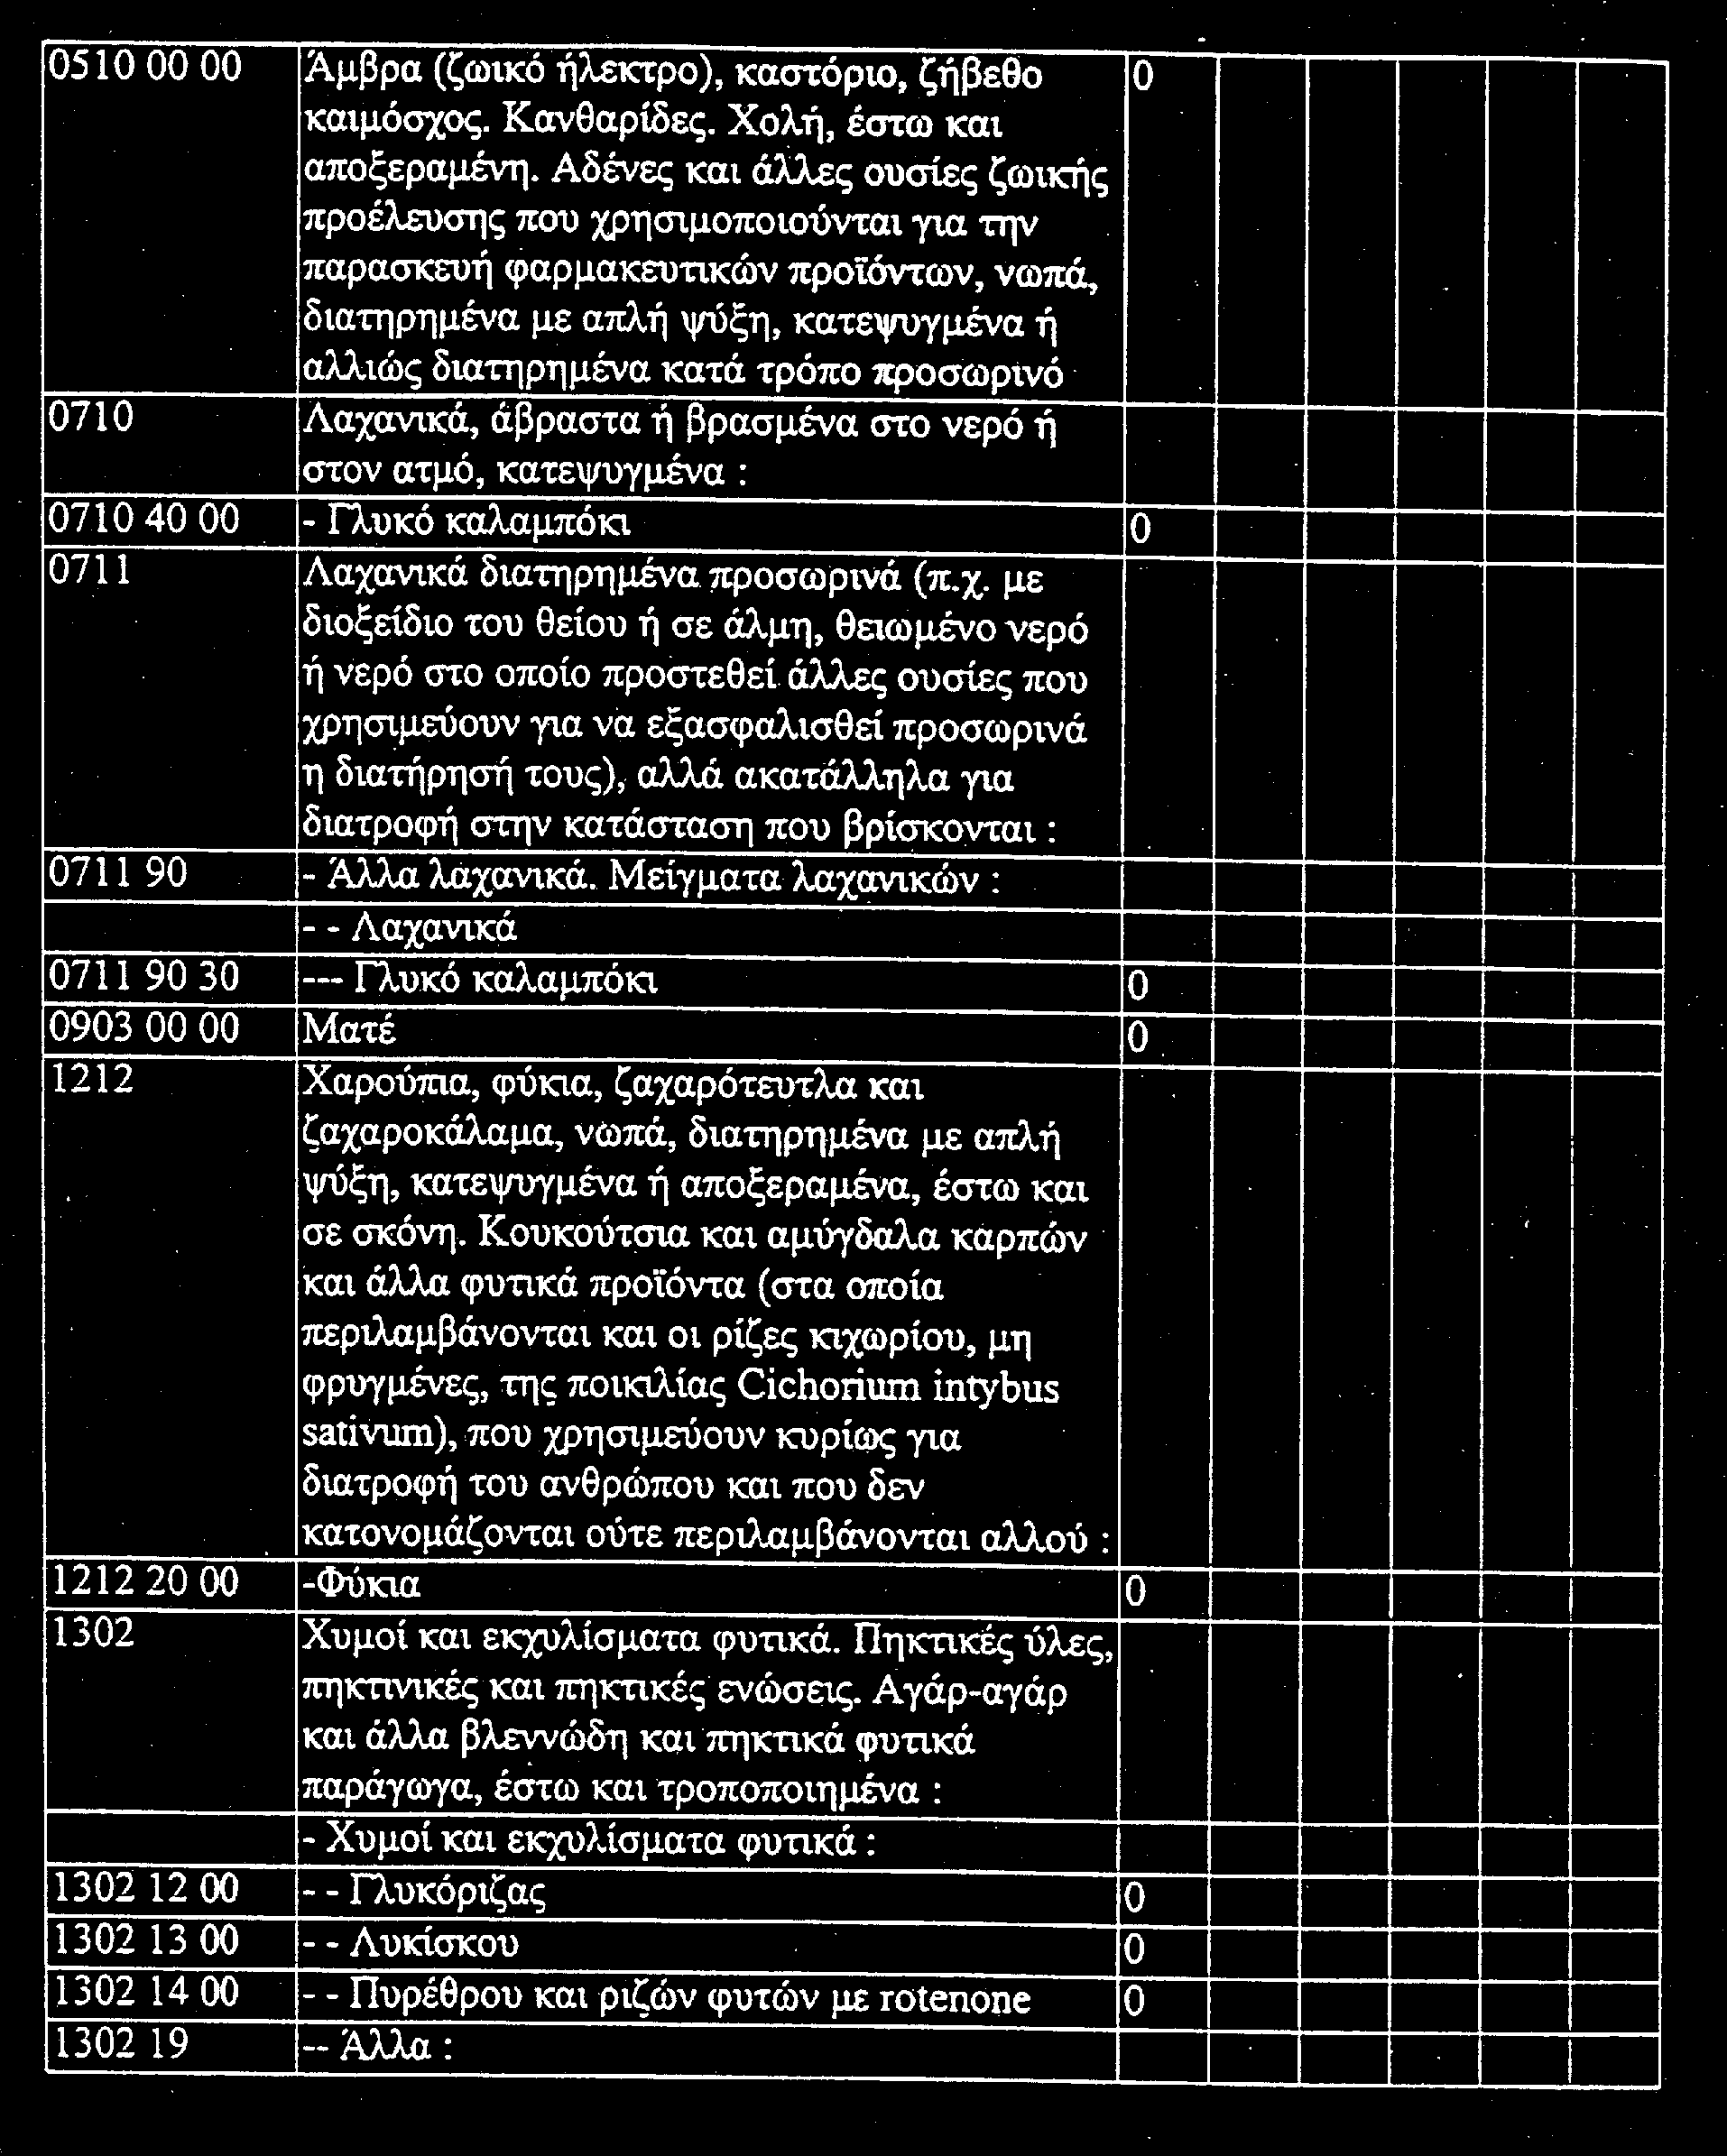 0510 00 00 Άμβρα (ζωικό ήλεκτρο), καστόριο, ζήβεθο 0
καιμόσχος. Κανθαρίδες. Χολή, έστω και
αποξεραμένη. Αδένες και άλλες ουσίες ζωικής
προέλευσης που χρησιμοποιούνται για την
παρασκευή φαρμακευτικών προϊόντων, νωπά,
διατηρημένα με απλή ψύξη, κατεψυγμένα ή
αλλιώς διατηρημένα κατά τρόπο προσωρινό
0710 Λαχανικά, άβραστα ή βρασμένα στο νερό ή
στον ατμό, κατεψυγμένα :
0710 40 00 - Γλυκό καλαμπόκι 0
0711 Λαχανικά διατηρημένα προσωρινά (π.χ. με
διοξείδιο του θείου ή σε άλμη, θειωμένο νερό
ή νερό στο οποίο προστεθεί άλλες ουσίες που
χρησιμεύουν για να εξασφαλισθεί προσωρινά
η διατήρησή τους), αλλά ακατάλληλα για
διατροφή στην κατάσταση που βρίσκονται :
0711 90 - Άλλα λαχανικά. Μείγματα λαχανικών :
- - Λαχανικά
0711 90 30 --- Γλυκό καλαμπόκι 0
0903 00 00 Ματέ 0
1212 Χαρούπια, φύκια, ζαχαρότευτλα και
ζαχαροκάλαμα, νωπά, διατηρημένα με απλή
ψύξη, κατεψυγμένα ή αποξεραμένα, έστω και
σε σκόνη. Κουκούτσια και αμύγδαλα καρπών
και άλλα φυτικά προϊόντα (στα οποία
περιλαμβάνονται και οι ρίζες κιχωρίου, μη
φρυγμένες, της ποικιλίας Cichorium intybus
sativum), που χρησιμεύουν κυρίως για
διατροφή του ανθρώπου και που δεν
κατονομάζονται ούτε περιλαμβάνονται αλλού :
1212 20 00 -Φύκια 0
1302 Χυμοί και εκχυλίσματα φυτικά. Πηκτικές ύλες,
πηκτινικές και πηκτικές ενώσεις. Αγάρ-αγάρ
και άλλα βλεννώδη και πηκτικά φυτικά
παράγωγα, έστω και τροποποιημένα :
- Χυμοί και εκχυλίσματα φυτικά :
1302 12 00 - - Γλυκόριζας 0
1302 13 00 - - Λυκίσκου 0
1302 14 00 - - Πυρέθρου και ριζών φυτών με rotenone 0
1302 19 -- Άλλα :